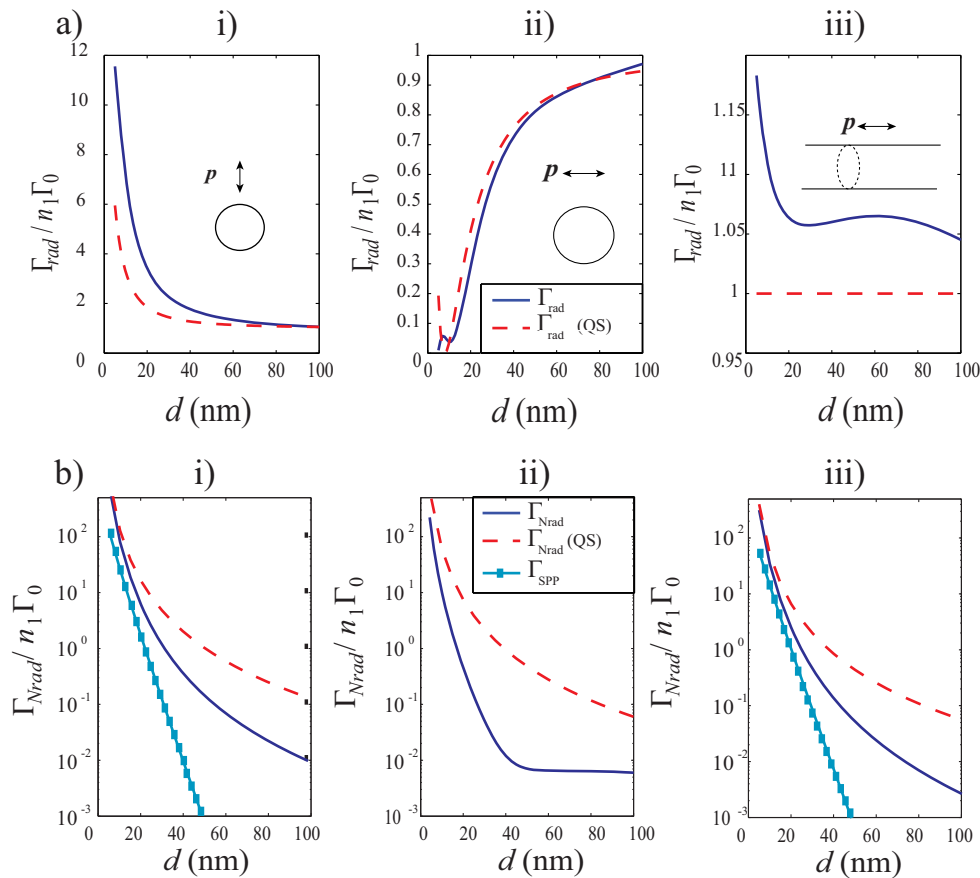 a)
i)
ii)
iii)
Γrad / n1Γ0
12
10
8
6
4
2
0
p
0 20 40 60 80 100
d (nm)
Γrad / n1Γ0
1
0.9
0.8
0.7
0.6
0.5
0.4
0.3
0.2
0.1
0
p
Γrad
Γrad (QS)
0 20 40 60 80 100
d (nm)
Γrad / n1Γ0
1.15
1.1
1.05
1
0.95
p
0 20 40 60 80 100
d (nm)
b)
i)
ii)
iii)
ΓNrad / n1Γ0
10^2
10^1
10^0
10^-1
10^-2
10^-3
0 20 40 60 80 100
d (nm)
ΓNrad / n1Γ0
10^2
10^1
10^0
10^-1
10^-2
10^-3
ΓNrad
ΓNrad (QS)
ΓSPP
0 20 40 60 80 100
d (nm)
ΓNrad / n1Γ0
10^2
10^1
10^0
10^-1
10^-2
10^-3
0 20 40 60 80 100
d (nm)